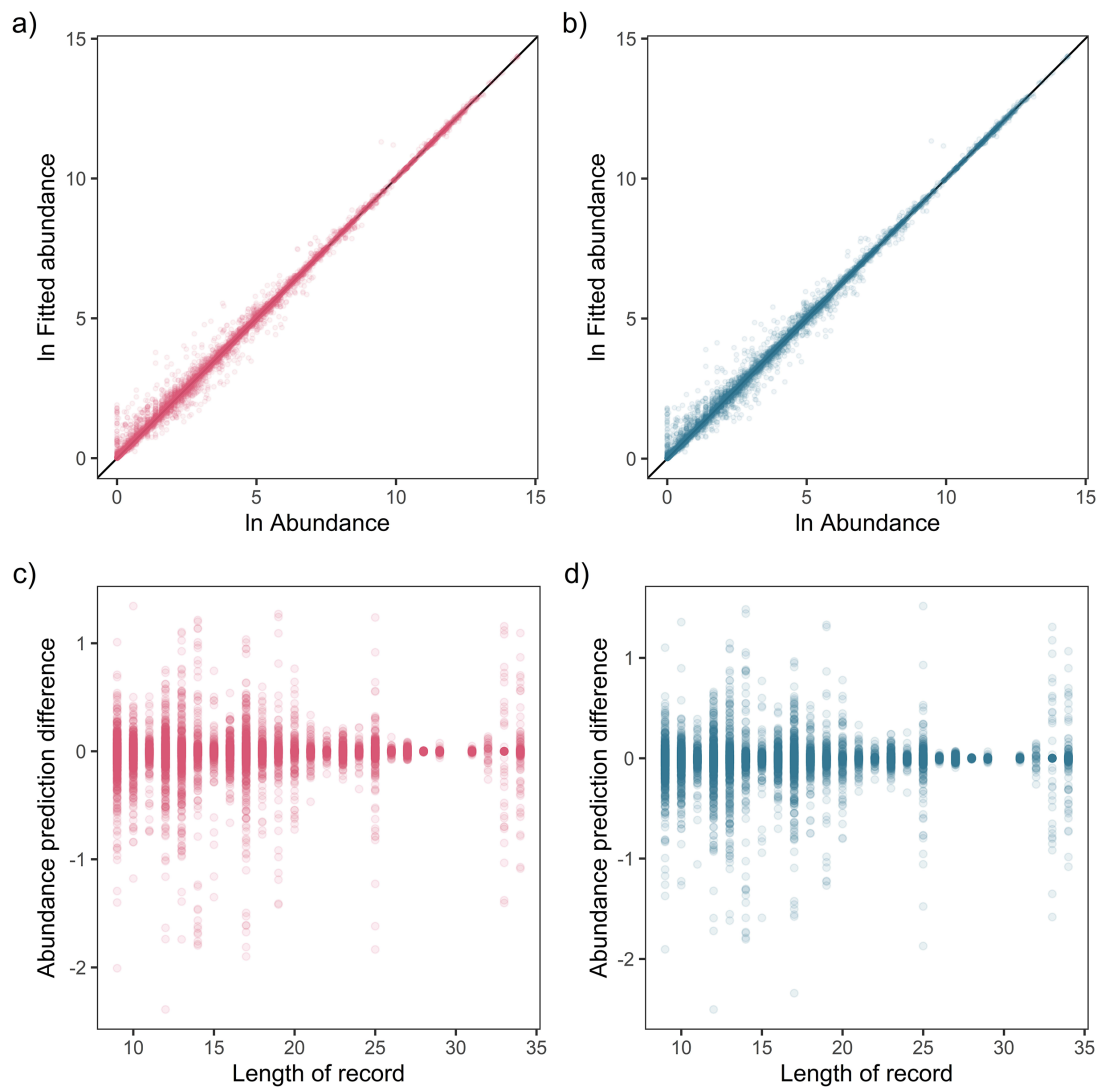 a)
15
10
5
0
ln Fitted abundance
0 5 10 15
ln Abundance
b)
15
10
5
0
ln Fitted abundance
0 5 10 15
ln Abundance
c)
1
0
-1
-2
Abundance prediction difference
10 15 20 25 30 35
Length of record
d)
1
0
-1
-2
Abundance prediction difference
10 15 20 25 30 35
Length of record